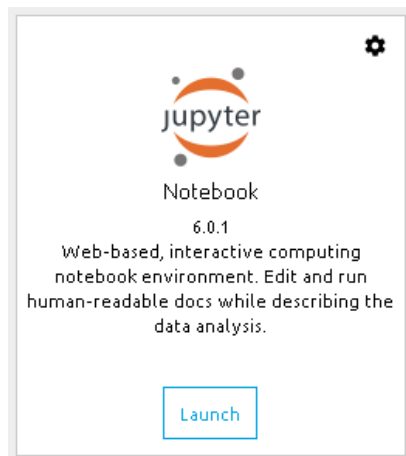 jupyter
Notebook
6.0.1
Web-based, interactive computing
notebook environment. Edit and run
human-readable docs while describing the
data analysis.
Launch